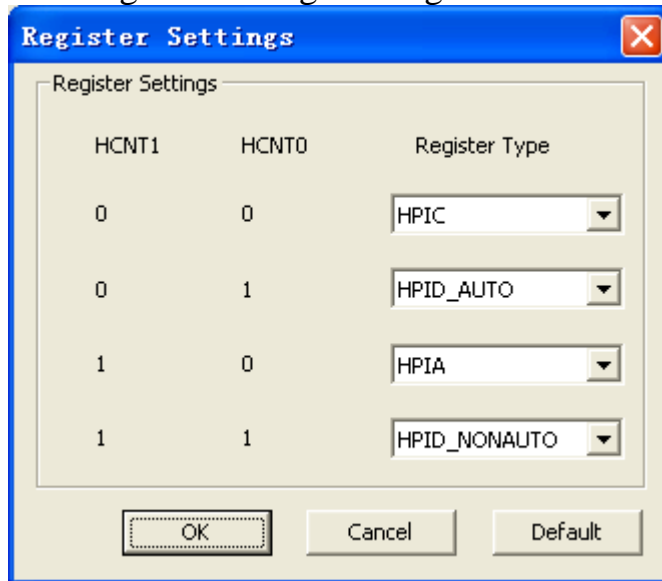 Register Settings
Register Settings
HCNT1 HCNT0 Register Type
0 0 HPIC
0 1 HPID_AUTO
1 0 HPIA
1 1 HPID_NONAUTO
OK Cancel Default